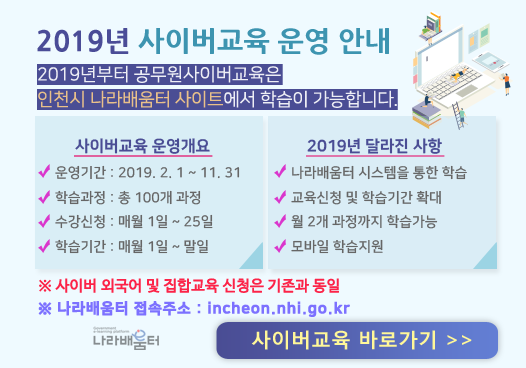 2019년 사이버교육 운영 안내
2019년부터 공무원사이버교육은
인천시 나라배움터 사이트에서 학습이 가능합니다.
사이버교육 운영개요
운영기간 : 2019. 2. 1 ~ 11. 31
학습과정 : 총 100개 과정
수강신청 : 매월 1일 ~ 25일
학습기간 : 매월 1일 ~ 말일
2019년 달라진 사항
나라배움터 시스템을 통한 학습
교육신청 및 학습기간 확대
월 2개 과정까지 학습가능
모바일 학습지원
※ 사이버 외국어 및 집합교육 신청은 기존과 동일
※ 나라배움터 접속주소 : incheon.nhi.go.kr
Government
e-learning platform
나라배움터
사이버교육 바로가기 >>